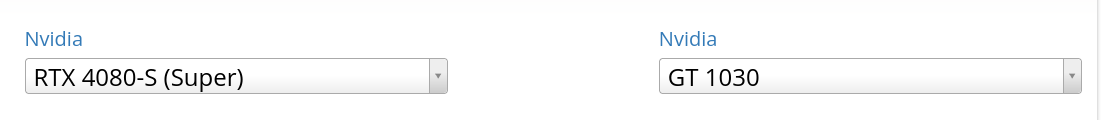 Nvidia
RTX 4080-S (Super)
Nvidia
GT 1030